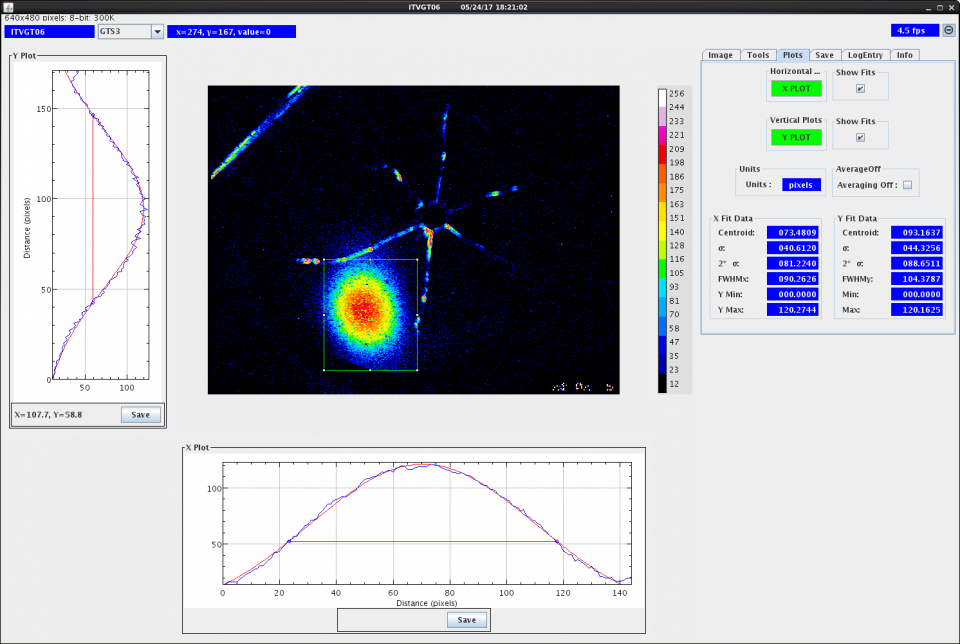 ITVGT06 05/24/17 18:21:02
640x480 pixels: 8-bit: 300K
ITVGT06 GTS3 x=274, y=167, value=0 4.5 fps
Y Plot
150
100
50
0
50 100
Distance (pixels)
X=107.7, Y=58.8 Save
256
244
233
221
209
198
186
175
163
151
140
128
116
105
93
81
70
58
47
35
23
12
Image Tools Plots Save LogEntry Info
Horizontal ... Show Fits
X PLOT
Vertical Plots Show Fits
Y PLOT
Units AverageOff
Units : pixels Averaging Off :
X Fit Data Y Fit Data
Centroid: 073.4809 Centroid: 093.1637
σ: 040.6120 σ: 044.3256
2* σ: 081.2240 2* σ: 088.6511
FWHMx: 090.2626 FWHMy: 104.3787
Y Min: 000.0000 Min: 000.0000
Y Max: 120.2744 Max: 120.1625
X Plot
100
50
0 20 40 60 80 100 120 140
Distance (pixels)
Save